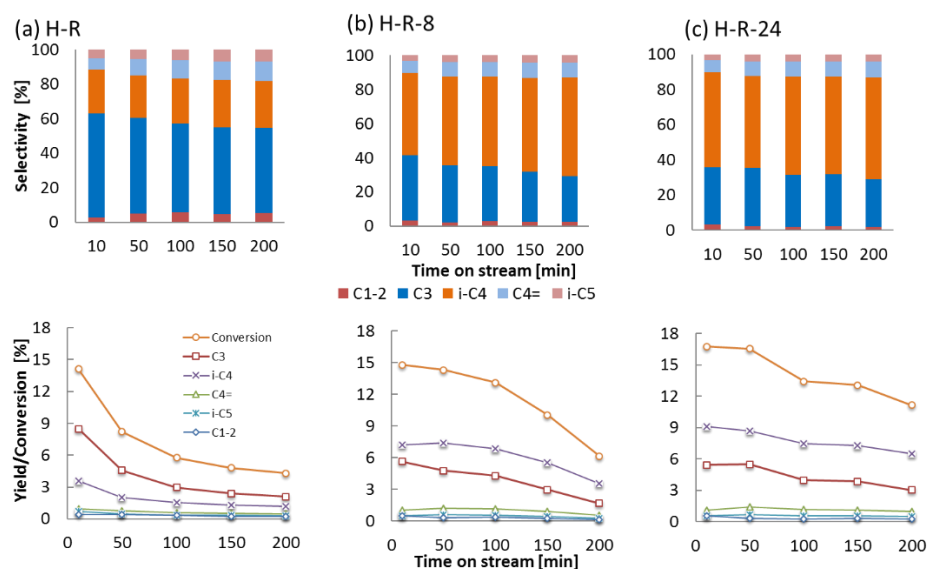 (a) H-R
(b) H-R-8
(c) H-R-24
Selectivity [%]
100
80
60
40
20
0
10 50 100 150 200
100
80
60
40
20
0
10 50 100 150 200
100
80
60
40
20
0
10 50 100 150 200
Time on stream [min]
C1-2 C3 i-C4 C4= i-C5
Yield/Conversion [%]
18
15
12
9
6
3
0
0 50 100 150 200
Conversion
C3
i-C4
C4=
i-C5
C1-2
18
15
12
9
6
3
0
0 50 100 150 200
18
15
12
9
6
3
0
0 50 100 150 200
Time on stream [min]